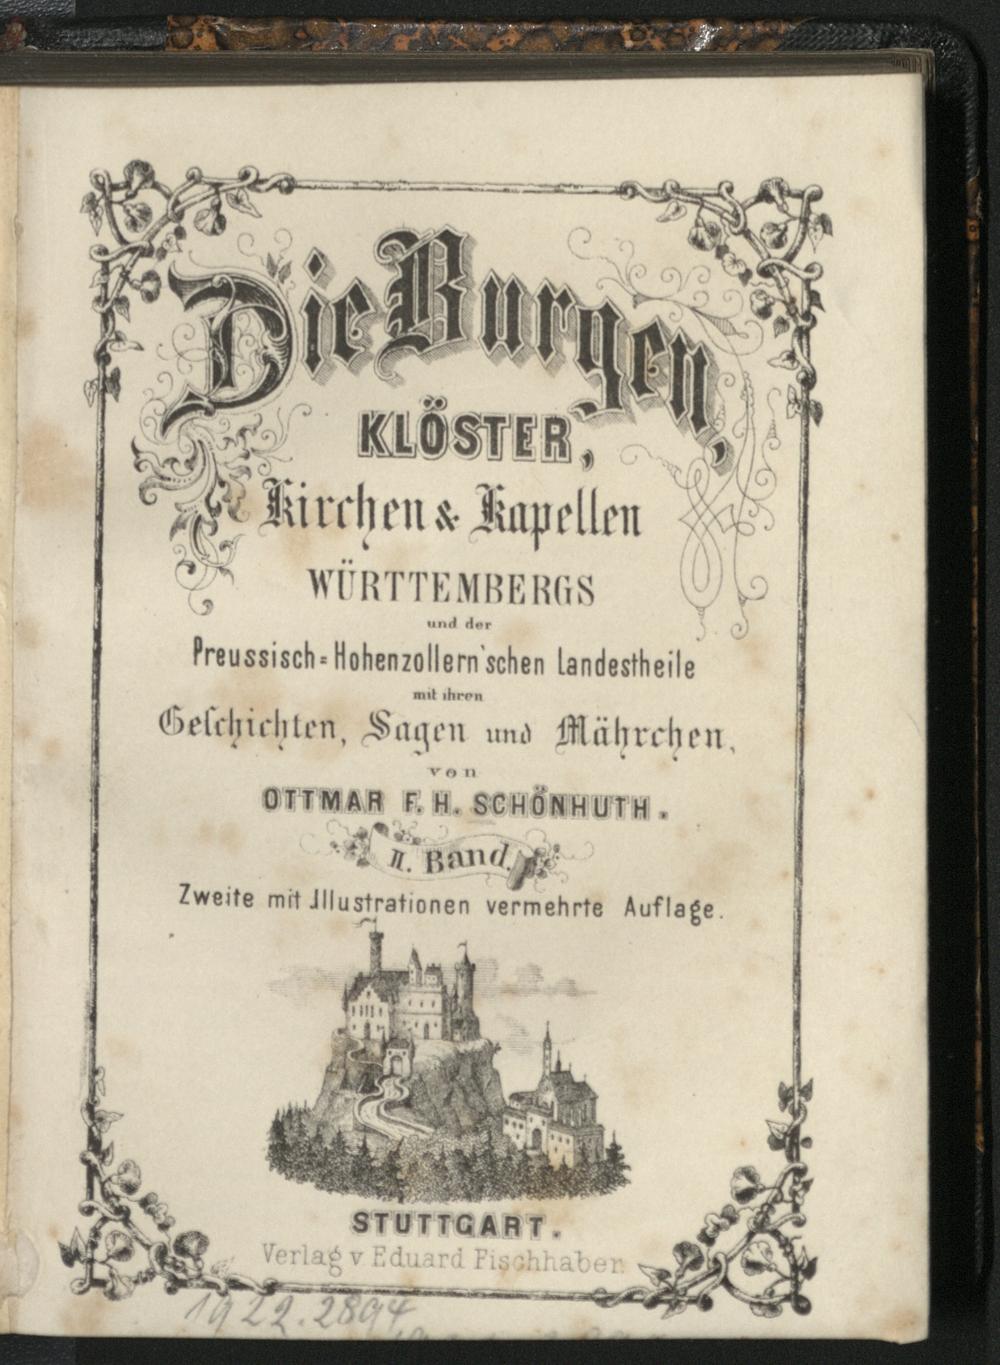 Die Burgen,
KLÖSTER,
Kirchen & Kapellen
WÜRTTEMBERGS
und der
Preussisch=Hohenzollern'schen Landestheile
mit ihren
Geschichten, Sagen und Mährchen,
von
OTTMAR F. H. SCHÖNHUTH.
II. Band.
Zweite mit Illustrationen vermehrte Auflage.
STUTTGART.
Verlag v Eduard Fischhaber.
1922.2894